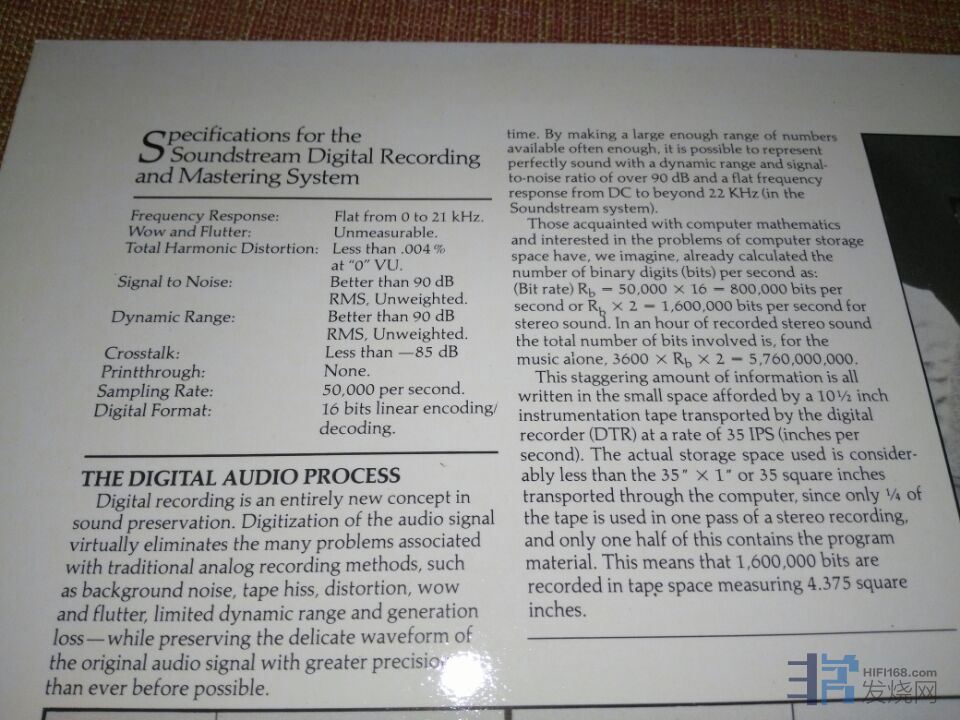 Specifications for the
Soundstream Digital Recording
and Mastering System
Frequency Response: Flat from 0 to 21 kHz.
Wow and Flutter: Unmeasurable.
Total Harmonic Distortion: Less than .004 %
at "0" VU.
Signal to Noise: Better than 90 dB
RMS, Unweighted.
Dynamic Range: Better than 90 dB
RMS, Unweighted.
Crosstalk: Less than —85 dB
Printthrough: None.
Sampling Rate: 50,000 per second.
Digital Format: 16 bits linear encoding/
decoding.
THE DIGITAL AUDIO PROCESS
Digital recording is an entirely new concept in
sound preservation. Digitization of the audio signal
virtually eliminates the many problems associated
with traditional analog recording methods, such
as background noise, tape hiss, distortion, wow
and flutter, limited dynamic range and generation
loss—while preserving the delicate waveform of
the original audio signal with greater precisio
than ever before possible.
time. By making a large enough range of numbers
available often enough, it is possible to represent
perfectly sound with a dynamic range and signal-
to-noise ratio of over 90 dB and a flat frequency
response from DC to beyond 22 KHz (in the
Soundstream system).
Those acquainted with computer mathematics
and interested in the problems of computer storage
space have, we imagine, already calculated the
number of binary digits (bits) per second as:
(Bit rate) Rb = 50,000 × 16 = 800,000 bits per
second or Rb × 2 = 1,600,000 bits per second for
stereo sound. In an hour of recorded stereo sound
the total number of bits involved is, for the
music alone, 3600 × Rb × 2 = 5,760,000,000.
This staggering amount of information is all
written in the small space afforded by a 10½ inch
instrumentation tape transported by the digital
recorder (DTR) at a rate of 35 IPS (inches per
second). The actual storage space used is consider-
ably less than the 35" × 1" or 35 square inches
transported through the computer, since only ¼ of
the tape is used in one pass of a stereo recording,
and only one half of this contains the program
material. This means that 1,600,000 bits are
recorded in tape space measuring 4.375 square
inches.
HIFI168.com
发烧网